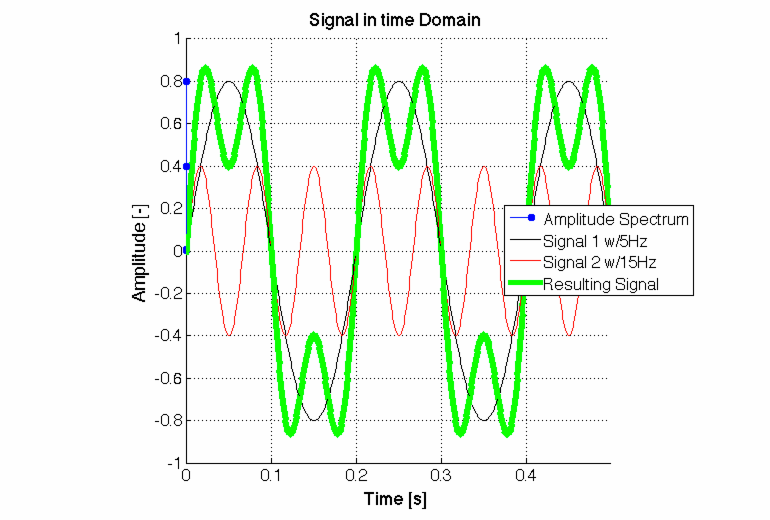 Signal in time Domain
1
0.8
0.6
0.4
0.2
0
-0.2
-0.4
-0.6
-0.8
-1
Amplitude [-]
Amplitude Spectrum
Signal 1 w/5Hz
Signal 2 w/15Hz
Resulting Signal
0 0.1 0.2 0.3 0.4
Time [s]